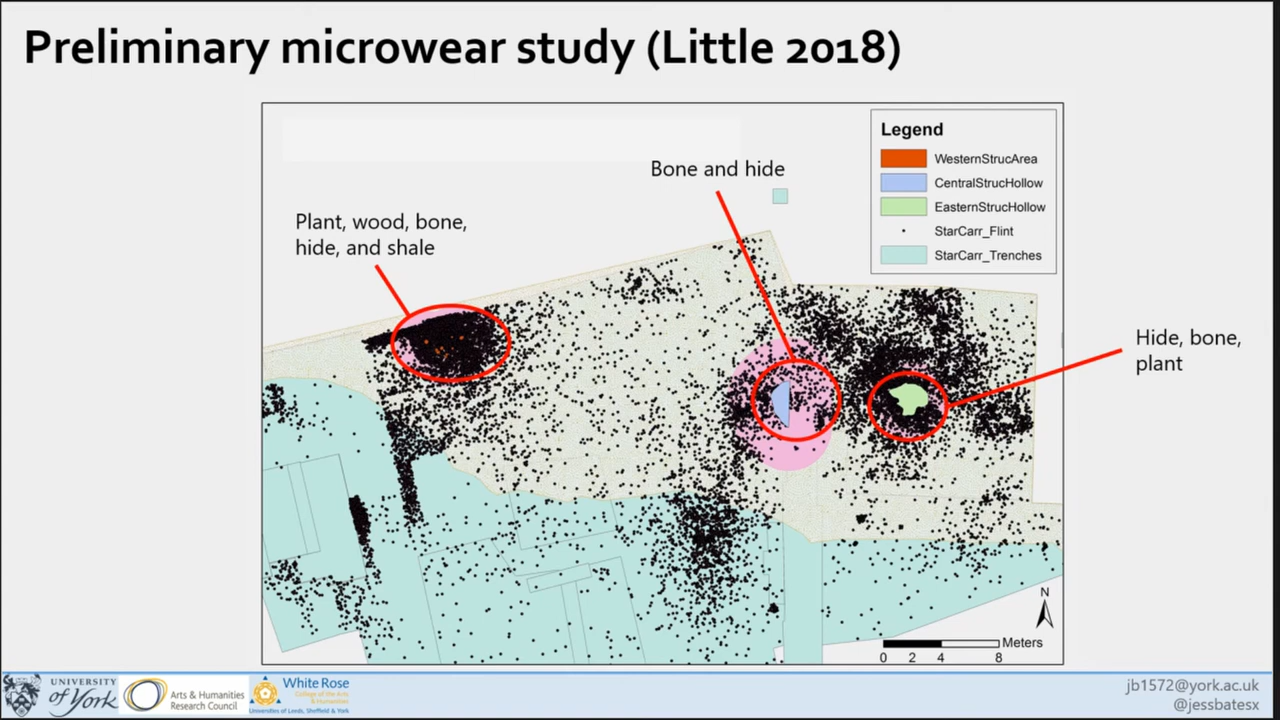 Preliminary microwear study (Little 2018)
Legend
WesternStrucArea
CentralStrucHollow
EasternStrucHollow
StarCarr_Flint
StarCarr_Trenches
Bone and hide
Plant, wood, bone,
hide, and shale
Hide, bone,
plant
N
Meters
0 2 4 8
UNIVERSITY
of York
Arts & Humanities
Research Council
White Rose
College of the Arts
& Humanities
Universities of Leeds, Sheffield & York
jb1572@york.ac.uk
@jessbatesx